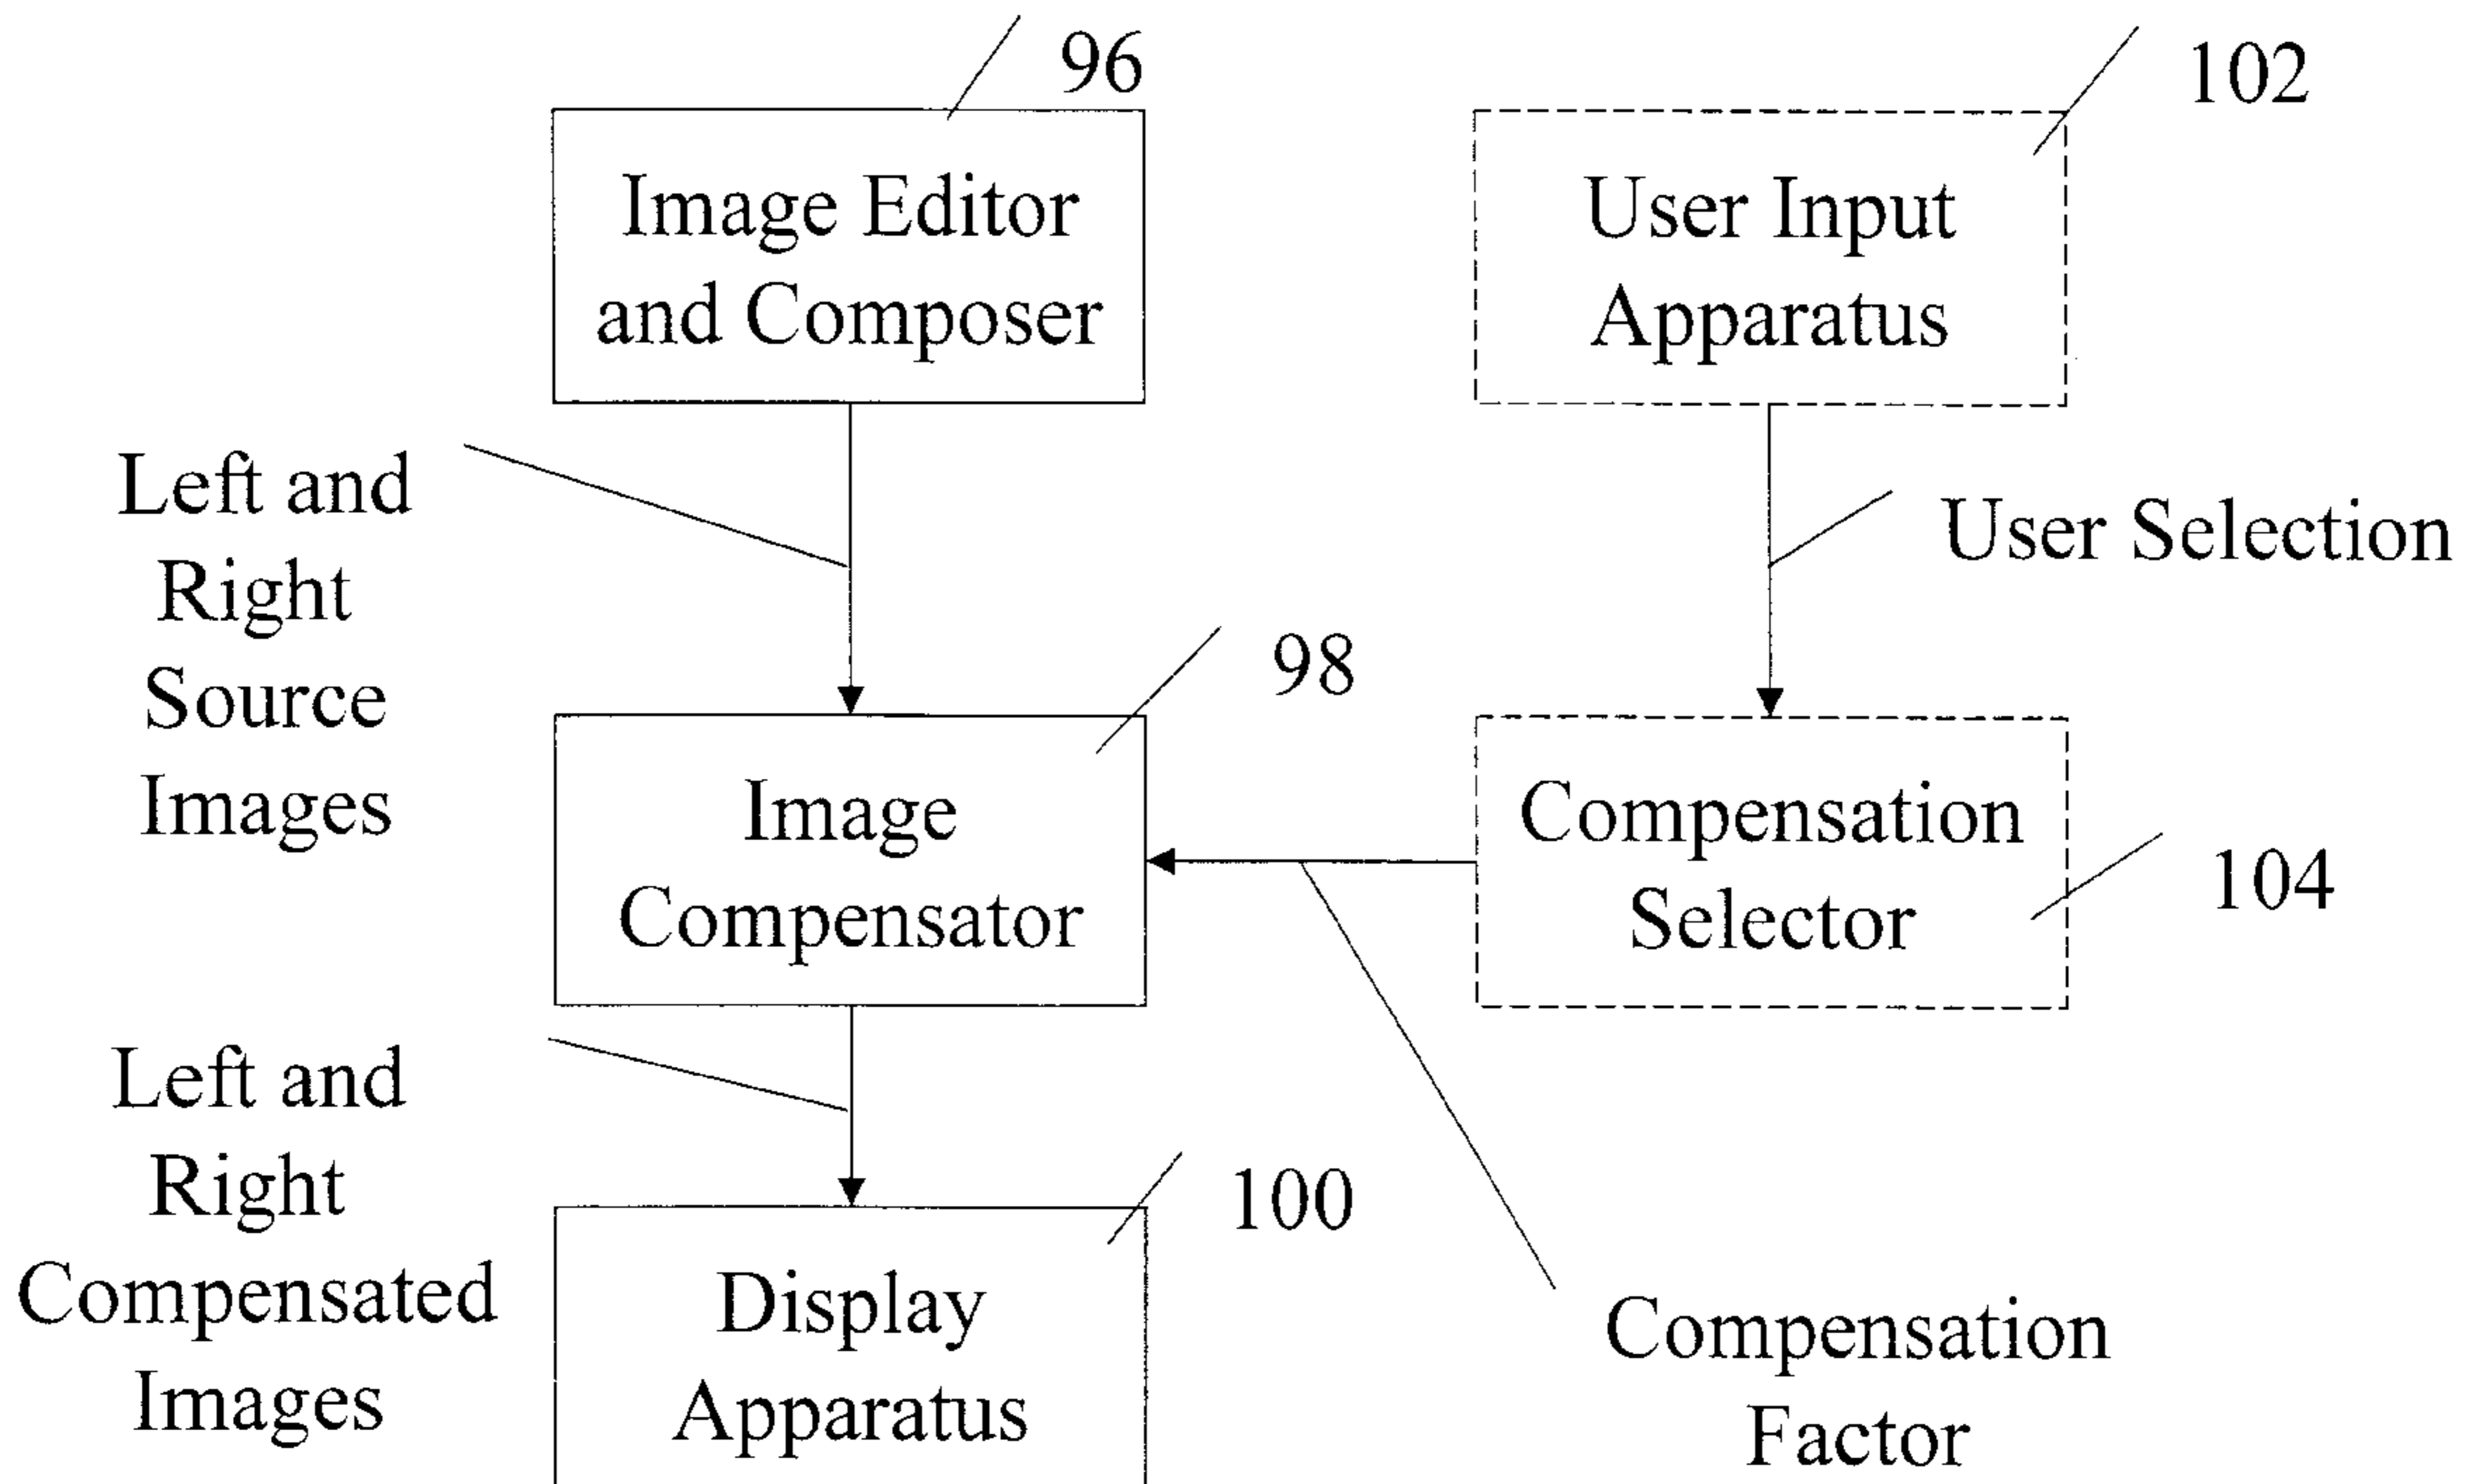 96
102
Image Editor
and Composer
User Input
Apparatus
Left and
Right
Source
Images
User Selection
98
Image
Compensator
Compensation
Selector
104
Left and
Right
Compensated
Images
100
Display
Apparatus
Compensation
Factor